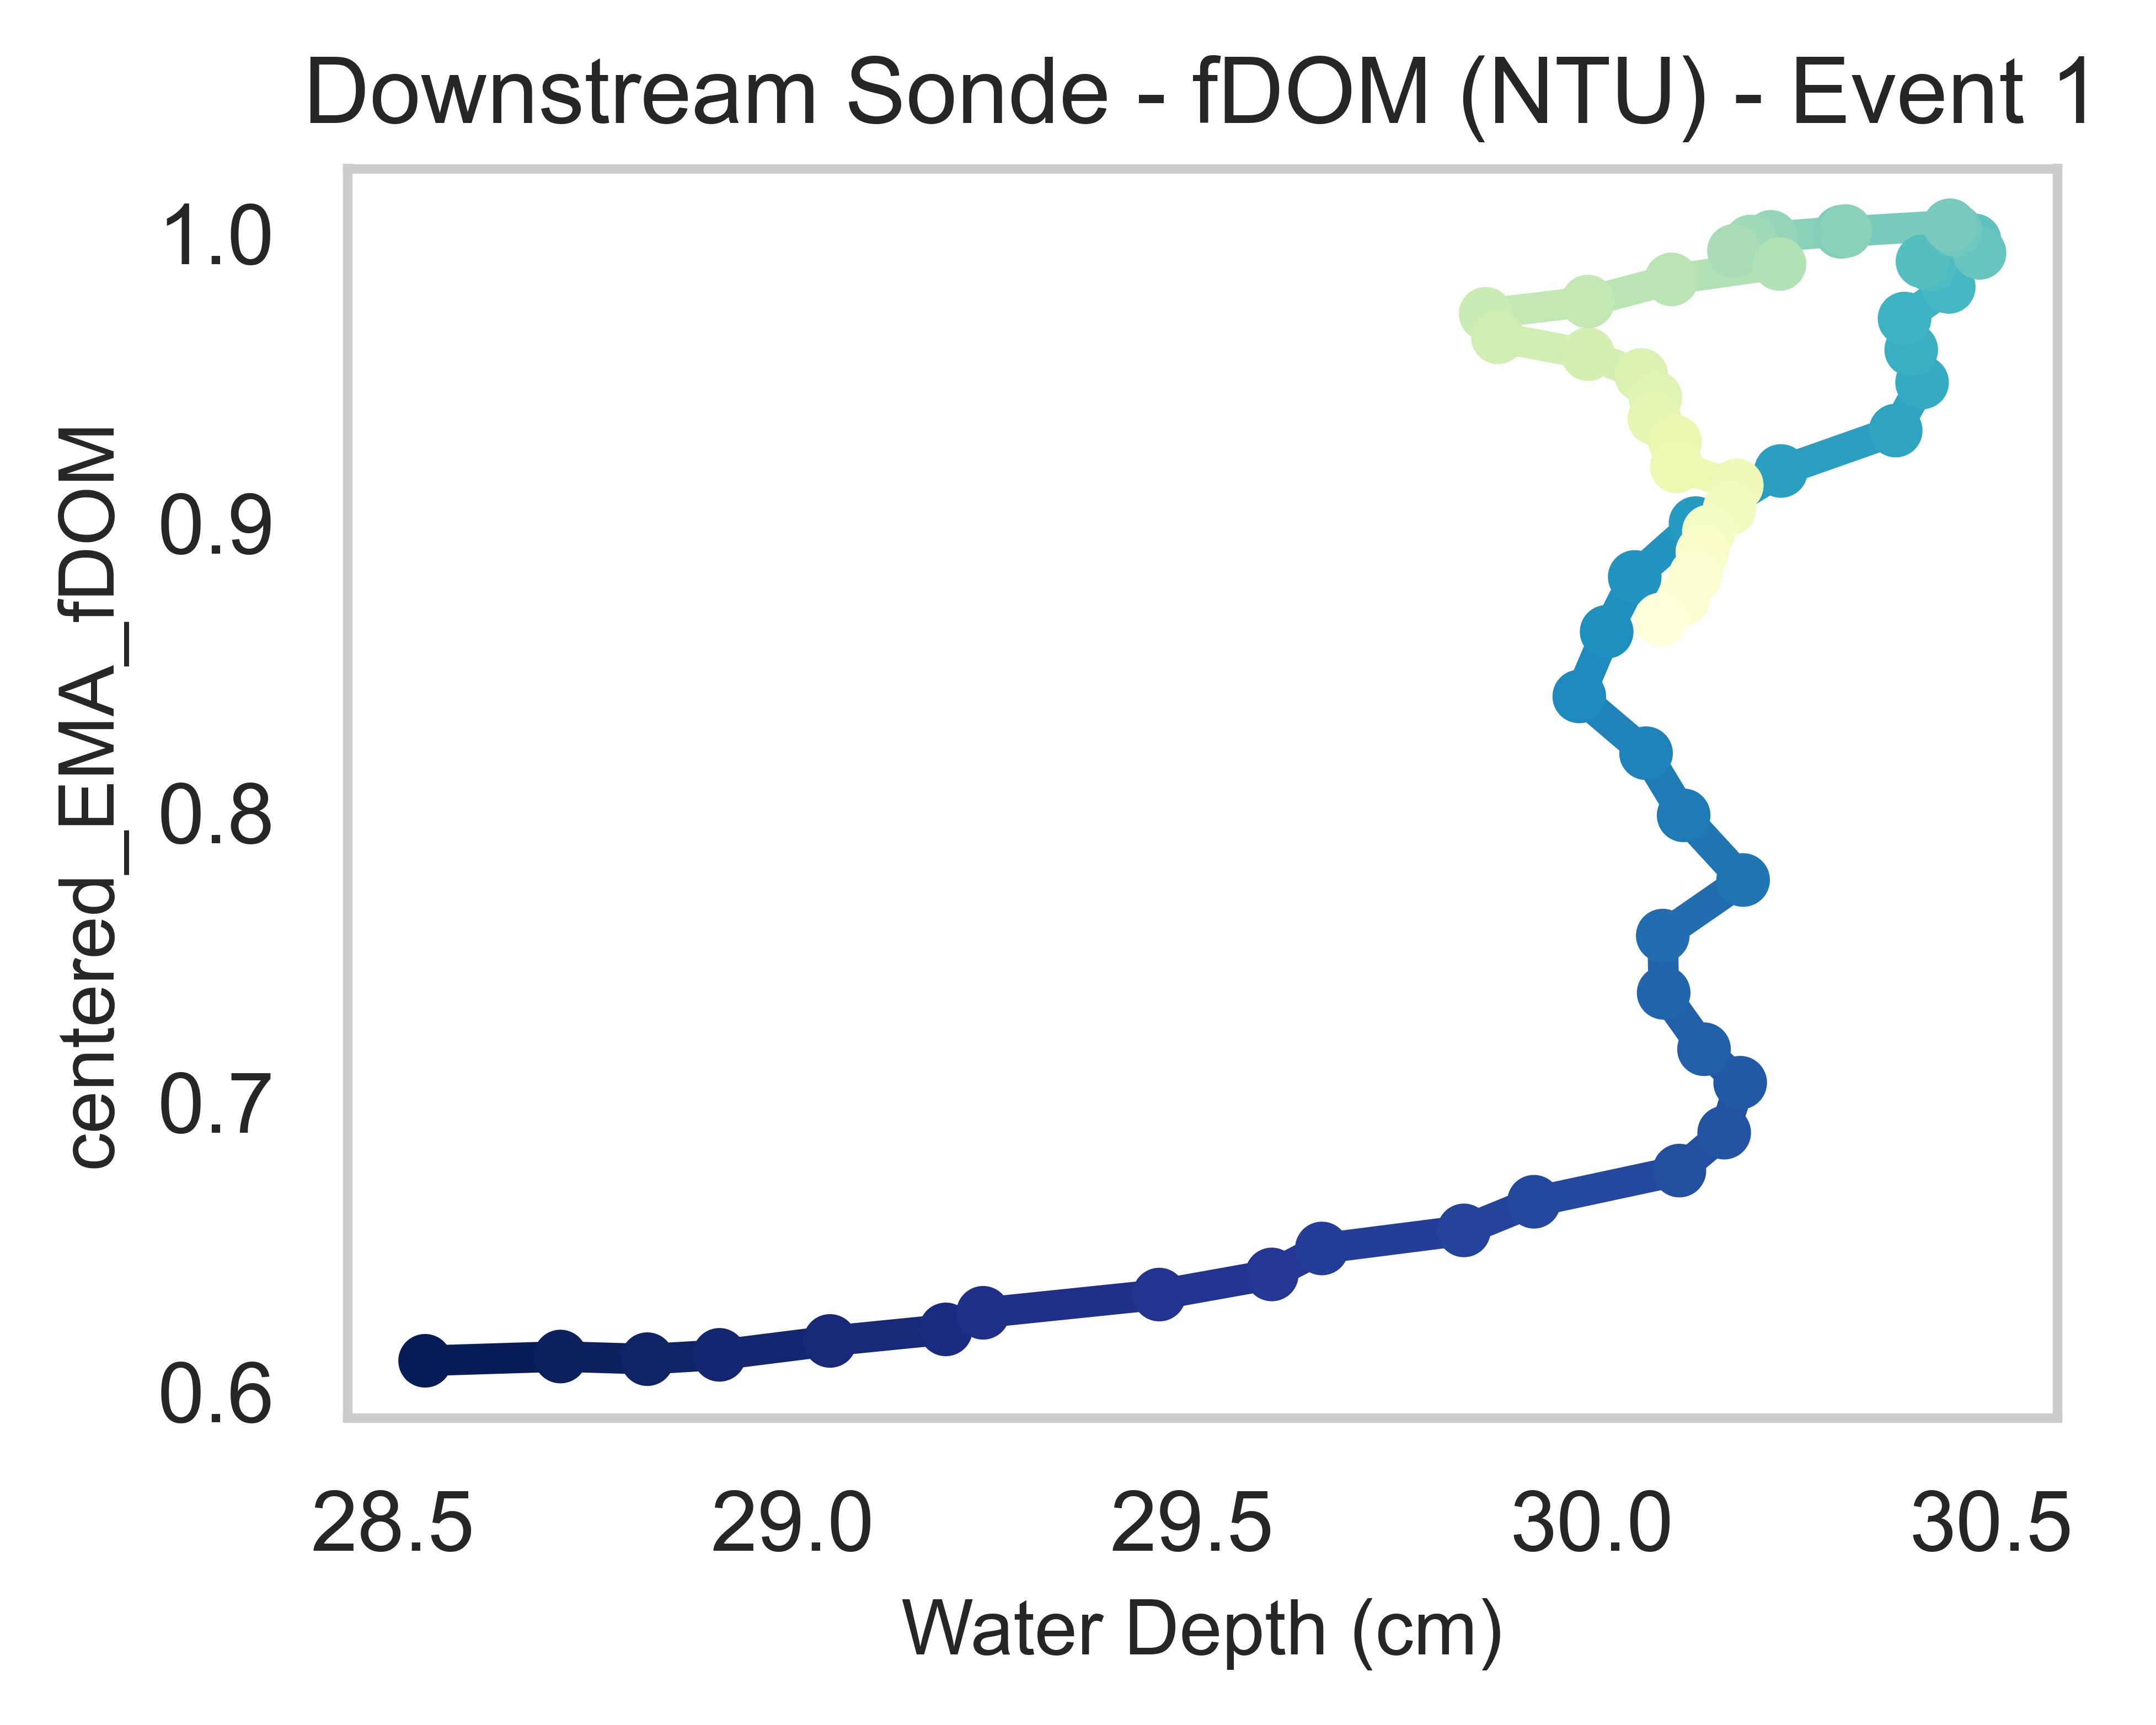 Downstream Sonde - fDOM (NTU) - Event 1
centered_EMA_fDOM
1.0
0.9
0.8
0.7
0.6
28.5 29.0 29.5 30.0 30.5
Water Depth (cm)